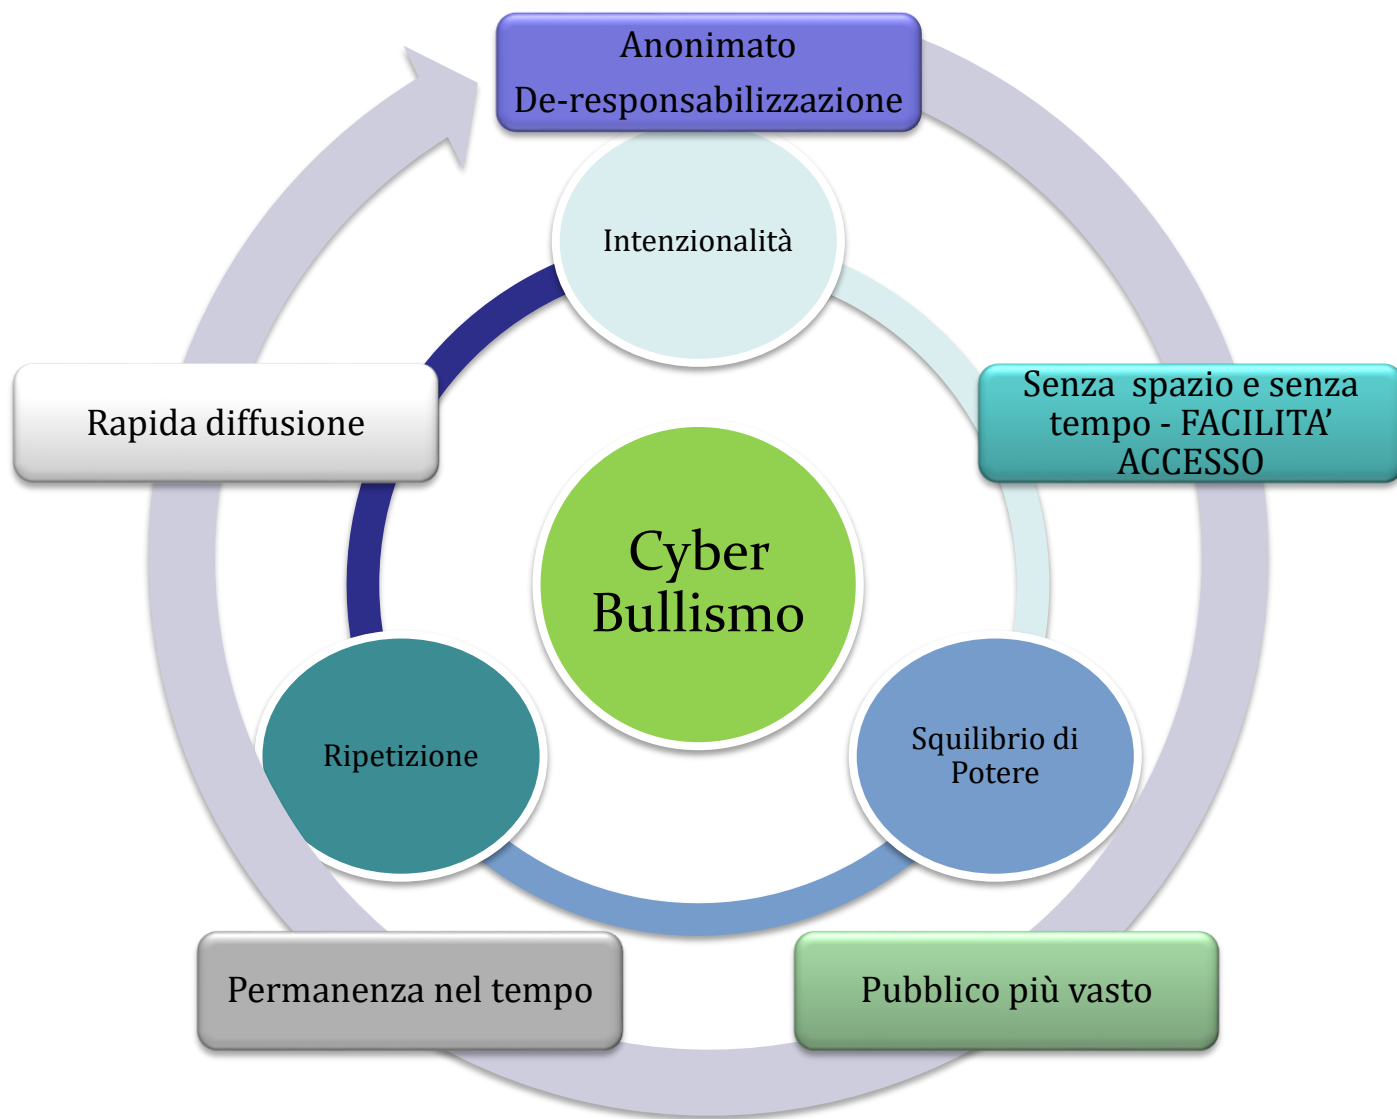 Anonimato
De-responsabilizzazione
Intenzionalità
Rapida diffusione
Senza  spazio e senza
tempo - FACILITA’
ACCESSO
Cyber
Bullismo
Ripetizione
Squilibrio di
Potere
Permanenza nel tempo
Pubblico più vasto